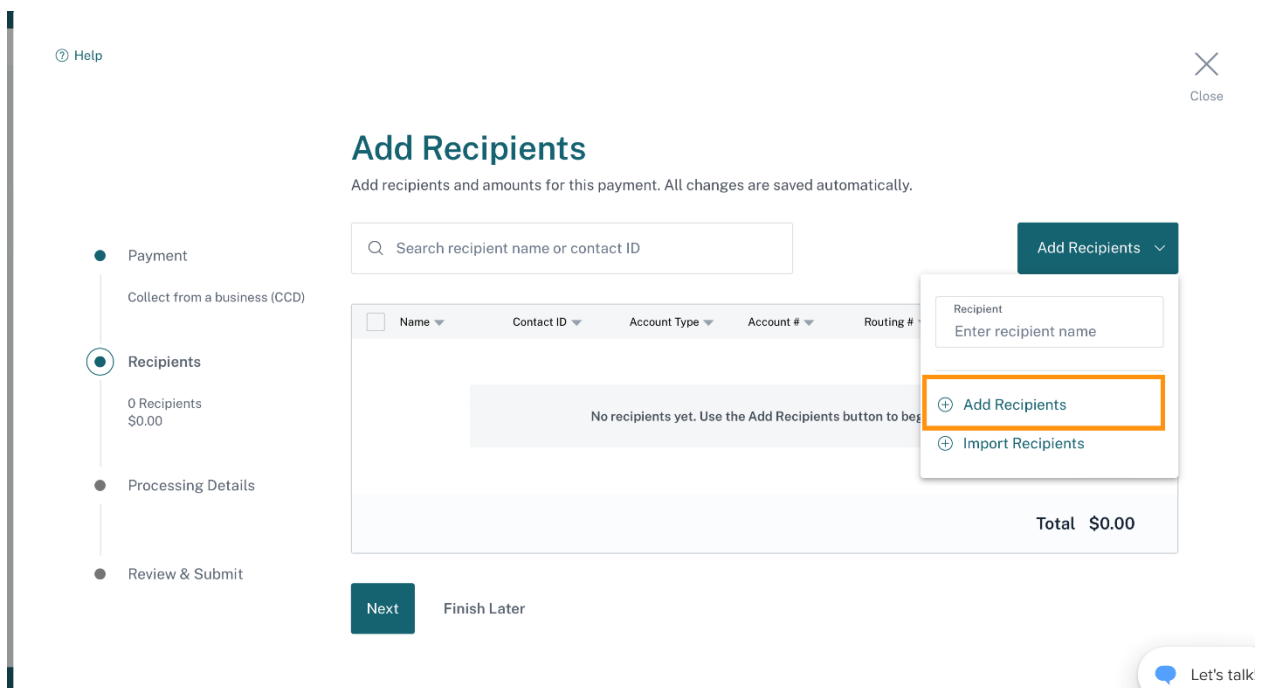 Help
Close
Add Recipients
Add recipients and amounts for this payment. All changes are saved automatically.
Search recipient name or contact ID
Add Recipients
Payment
Collect from a business (CCD)
Recipients
0 Recipients
$0.00
Processing Details
Review & Submit
Name Contact ID Account Type Account # Routing #
No recipients yet. Use the Add Recipients button to
Recipient
Enter recipient name
Add Recipients
Import Recipients
Total $0.00
Next Finish Later
Let's talk